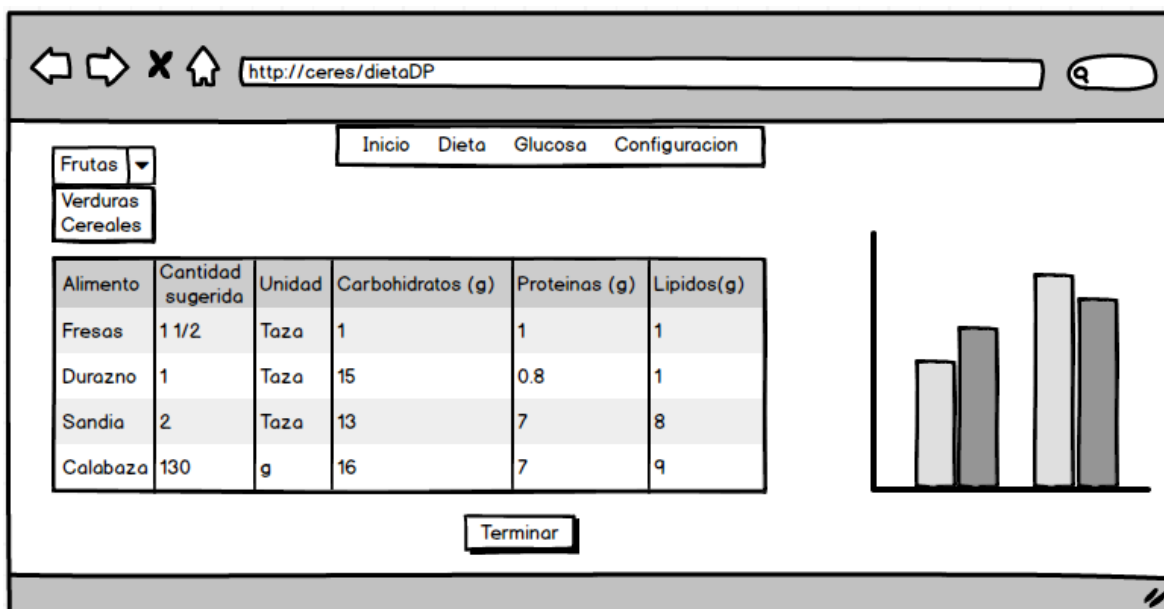 http://ceres/dietaDP
Inicio Dieta Glucosa Configuracion
Frutas
Verduras
Cereales
Alimento Cantidad sugerida Unidad Carbohidratos (g) Proteinas (g) Lipidos(g)
Fresas 1 1/2 Taza 1 1 1
Durazno 1 Taza 15 0.8 1
Sandia 2 Taza 13 7 8
Calabaza 130 g 16 7 9
Terminar